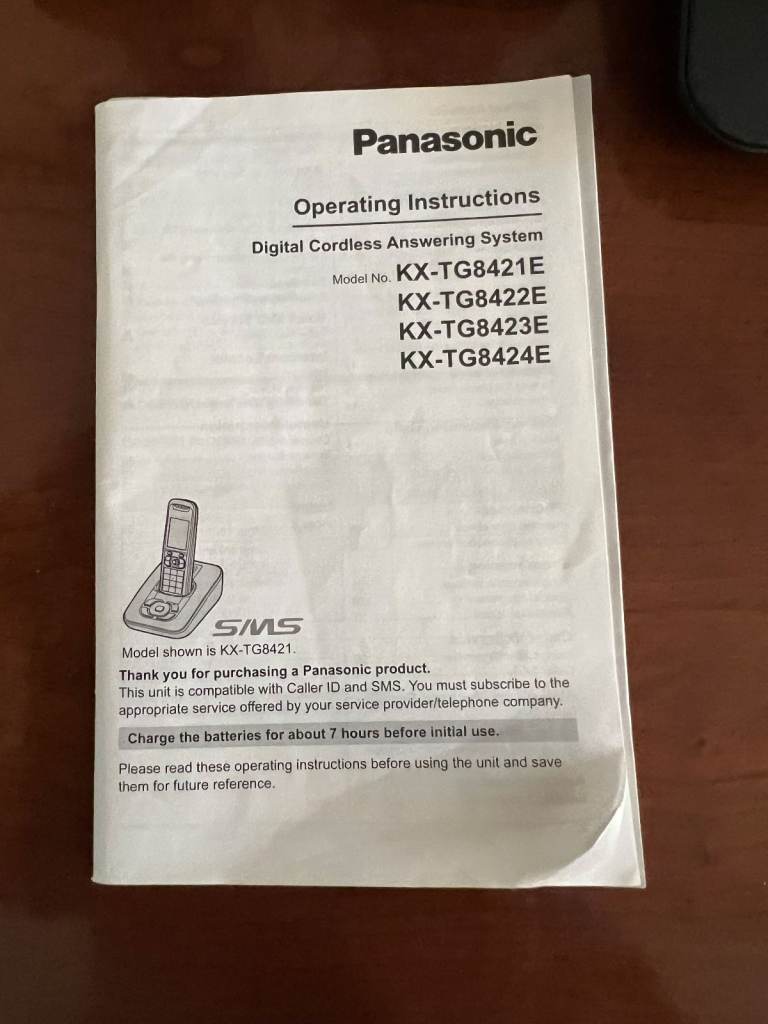 Panasonic
Operating Instructions
Digital Cordless Answering System
Model No. KX-TG8421E
KX-TG8422E
KX-TG8423E
KX-TG8424E
SMS
Model shown is KX-TG8421.
Thank you for purchasing a Panasonic product.
This unit is compatible with Caller ID and SMS. You must subscribe to the
appropriate service offered by your service provider/telephone company.
Charge the batteries for about 7 hours before initial use.
Please read these operating instructions before using the unit and save
them for future reference.